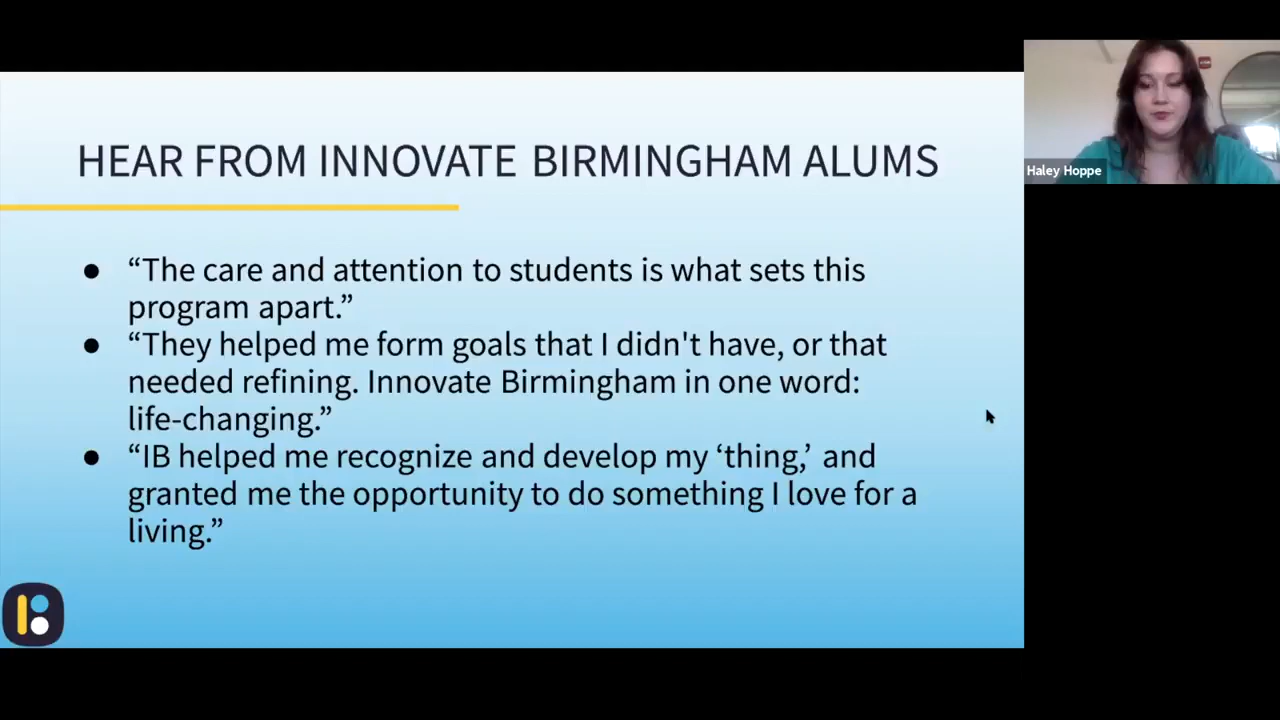 HEAR FROM INNOVATE BIRMINGHAM ALUMS
Haley Hoppe
● “The care and attention to students is what sets this
program apart.”
● “They helped me form goals that I didn't have, or that
needed refining. Innovate Birmingham in one word:
life-changing.”
● “IB helped me recognize and develop my ‘thing,’ and
granted me the opportunity to do something I love for a
living.”